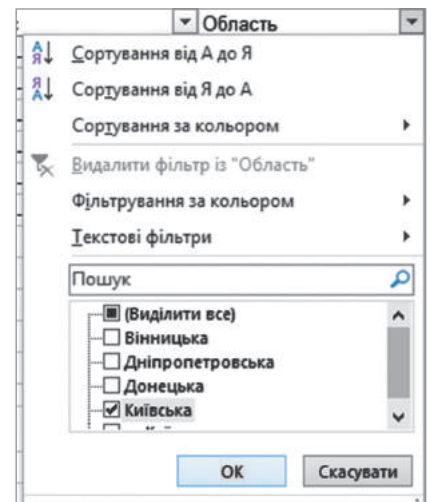 Область
Сортування від А до Я
Сортування від Я до А
Сортування за кольором
Видалити фільтр із "Область"
Фільтрування за кольором
Текстові фільтри
Пошук
(Виділити все)
Вінницька
Дніпропетровська
Донецька
Київська
ОК
Скасувати